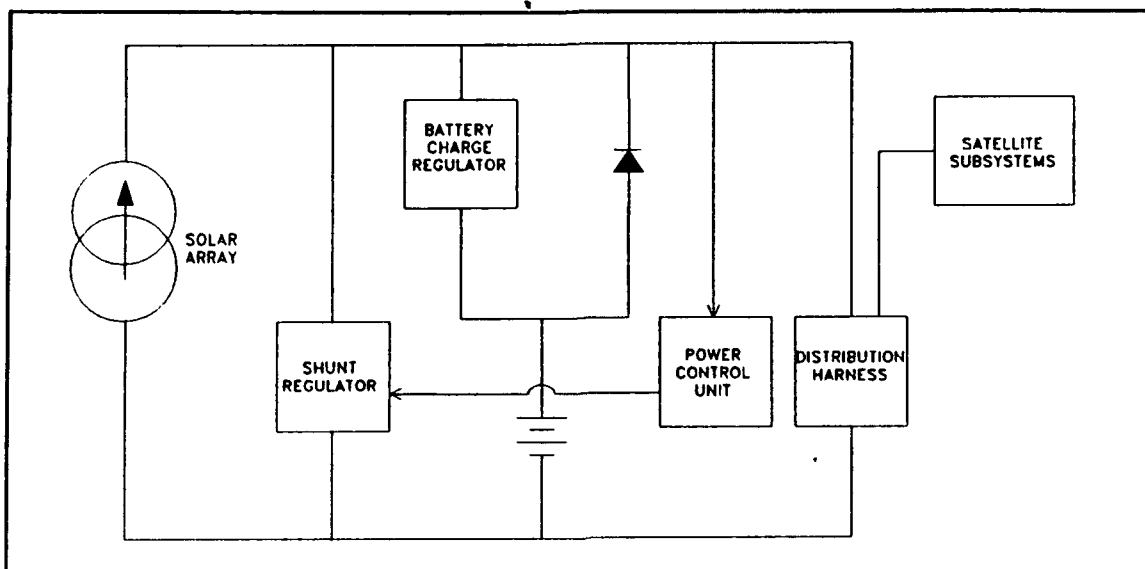 BATTERY
CHARGE
REGULATOR
SATELLITE
SUBSYSTEMS
SOLAR
ARRAY
SHUNT
REGULATOR
POWER
CONTROL
UNIT
DISTRIBUTION
HARNESS